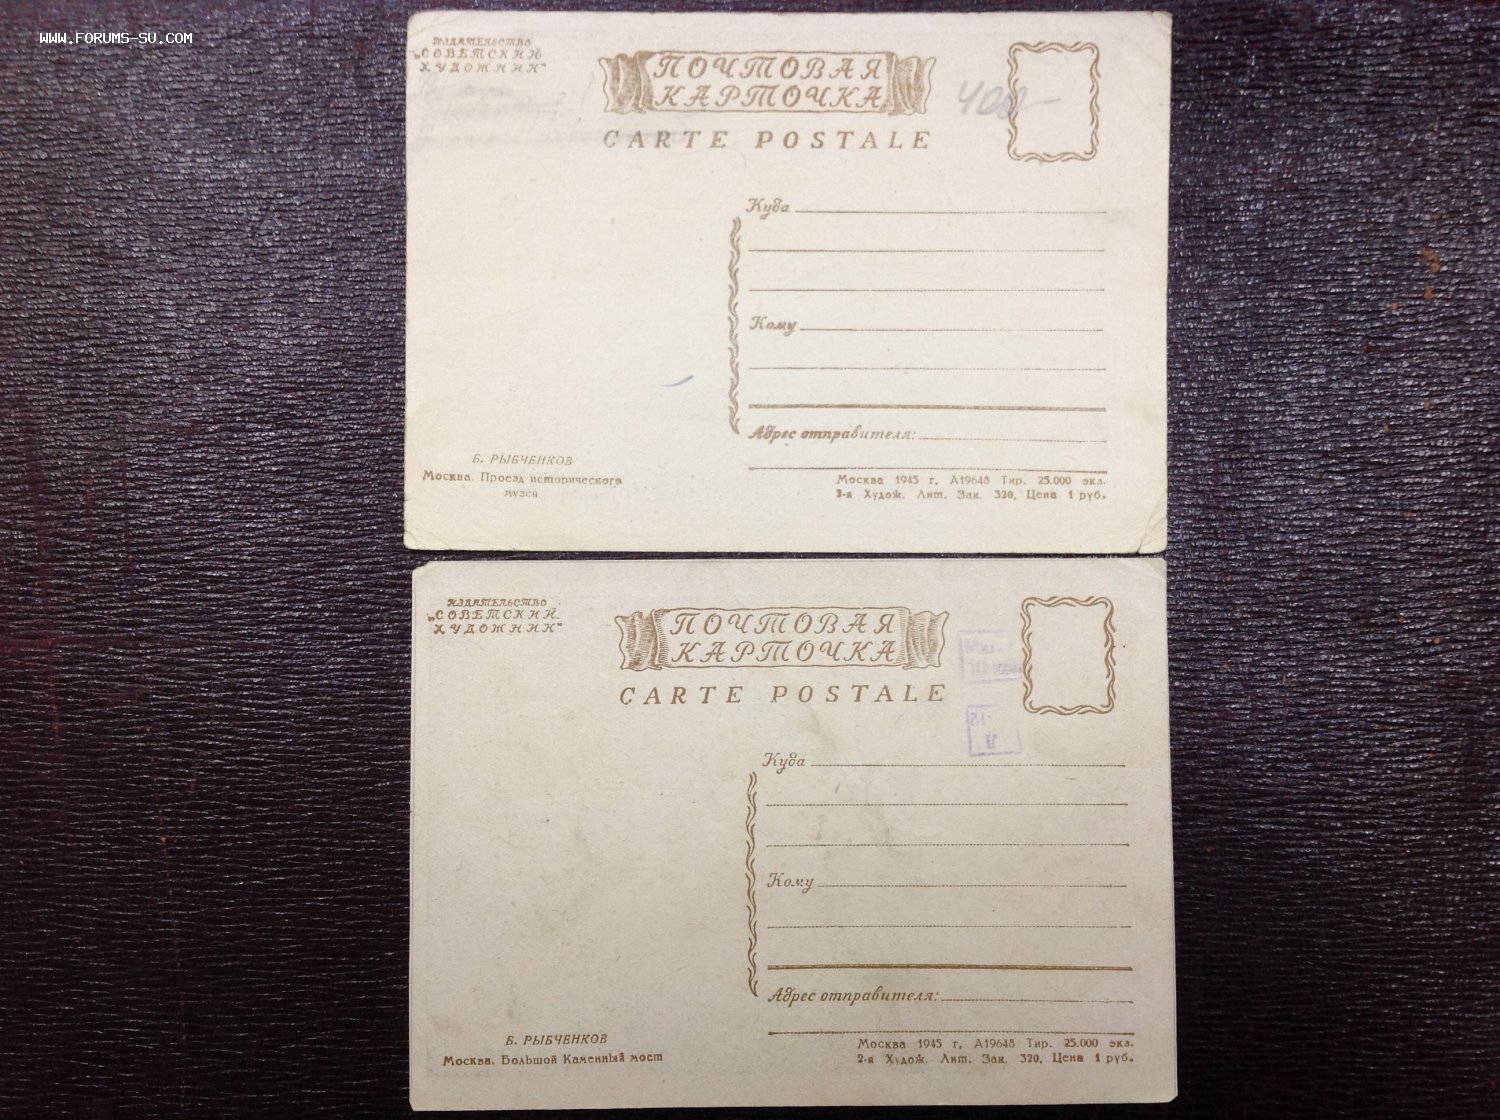 WWW.FORUMS-SU.COM
ИЗДАТЕЛЬСТВО
„СОВЕТСКИЙ
ХУДОЖНИК"
ПОЧТОВАЯ
КАРТОЧКА
CARTE POSTALE
400
Куда
Кому
Адрес отправителя:
Б. РЫБЧЕНКОВ
Москва. Проезд исторического
музея
Москва 1945 г. А19648 Тир. 25.000 экз.
2-я Худож. Лит. Зак. 320. Цена 1 руб.
ИЗДАТЕЛЬСТВО
„СОВЕТСКИЙ
ХУДОЖНИК"
ПОЧТОВАЯ
КАРТОЧКА
CARTE POSTALE
Куда
Кому
Адрес отправителя:
Б. РЫБЧЕНКОВ
Москва. Большой Каменный мост
Москва 1945 г. А19648 Тир. 25.000 экз.
2-я Худож. Лит. Зак. 320. Цена 1 руб.